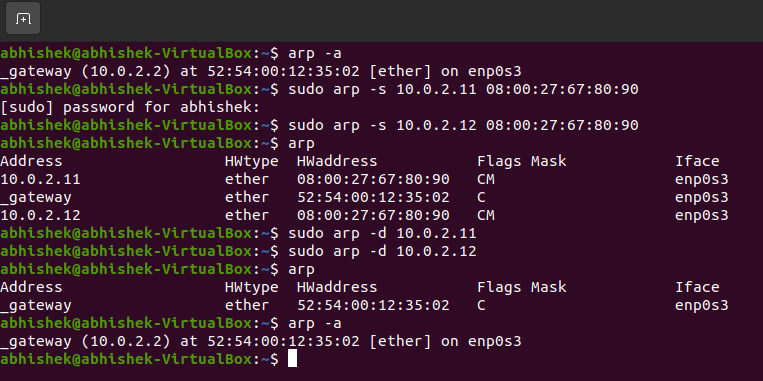 abhishek@abhishek-VirtualBox:~$ arp -a
_gateway (10.0.2.2) at 52:54:00:12:35:02 [ether] on enp0s3
abhishek@abhishek-VirtualBox:~$ sudo arp -s 10.0.2.11 08:00:27:67:80:90
[sudo] password for abhishek:
abhishek@abhishek-VirtualBox:~$ sudo arp -s 10.0.2.12 08:00:27:67:80:90
abhishek@abhishek-VirtualBox:~$ arp
Address                  HWtype  HWaddress           Flags Mask            Iface
10.0.2.11                ether   08:00:27:67:80:90   CM                    enp0s3
_gateway                 ether   52:54:00:12:35:02   C                     enp0s3
10.0.2.12                ether   08:00:27:67:80:90   CM                    enp0s3
abhishek@abhishek-VirtualBox:~$ sudo arp -d 10.0.2.11
abhishek@abhishek-VirtualBox:~$ sudo arp -d 10.0.2.12
abhishek@abhishek-VirtualBox:~$ arp
Address                  HWtype  HWaddress           Flags Mask            Iface
_gateway                 ether   52:54:00:12:35:02   C                     enp0s3
abhishek@abhishek-VirtualBox:~$ arp -a
_gateway (10.0.2.2) at 52:54:00:12:35:02 [ether] on enp0s3
abhishek@abhishek-VirtualBox:~$